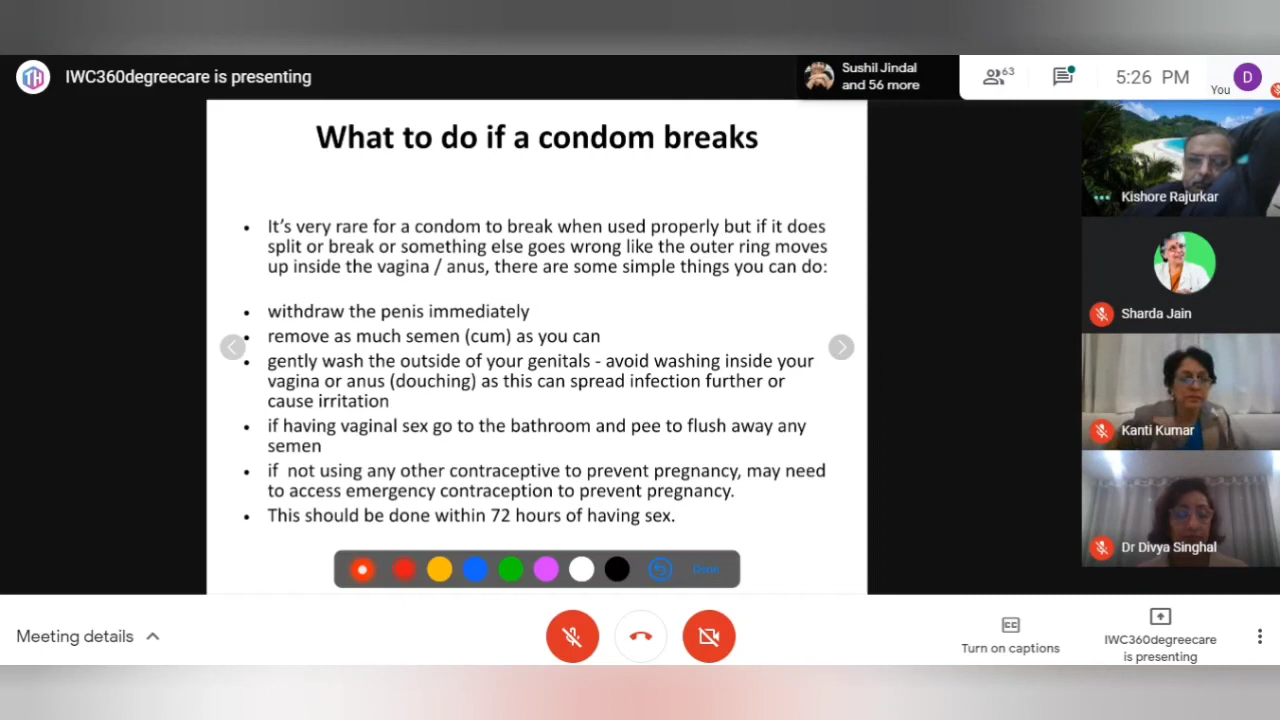 IWC360degreecare is presenting
Sushil Jindal
and 56 more
63
5:26 PM
You
D
What to do if a condom breaks
• It's very rare for a condom to break when used properly but if it does
split or break or something else goes wrong like the outer ring moves
up inside the vagina / anus, there are some simple things you can do:
• withdraw the penis immediately
• remove as much semen (cum) as you can
• gently wash the outside of your genitals - avoid washing inside your
vagina or anus (douching) as this can spread infection further or
cause irritation
• if having vaginal sex go to the bathroom and pee to flush away any
semen
• if not using any other contraceptive to prevent pregnancy, may need
to access emergency contraception to prevent pregnancy.
• This should be done within 72 hours of having sex.
Done
Kishore Rajurkar
Sharda Jain
Kanti Kumar
Dr Divya Singhal
Meeting details
CC
Turn on captions
IWC360degreecare
is presenting